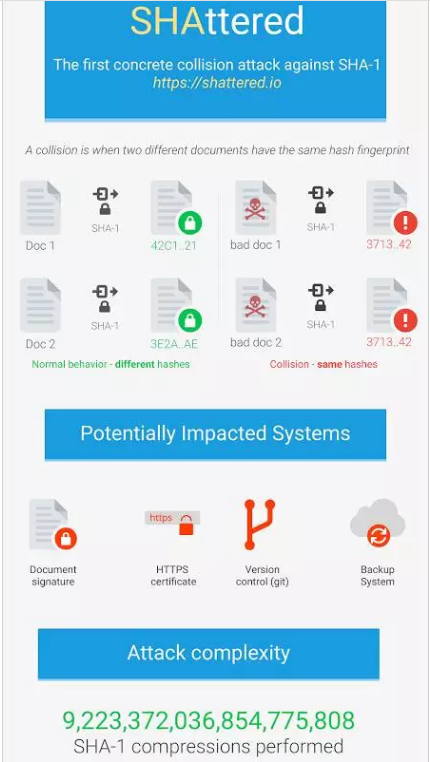 SHAttered
The first concrete collision attack against SHA-1
https://shattered.io
A collision is when two different documents have the same hash fingerprint
Doc 1
SHA-1
42C1..21
bad doc 1
SHA-1
3713..42
Doc 2
SHA-1
3E2A..AE
bad doc 2
SHA-1
3713..42
Normal behavior - different hashes
Collision - same hashes
Potentially Impacted Systems
https
Document
signature
HTTPS
certificate
Version
control (git)
Backup
System
Attack complexity
9,223,372,036,854,775,808
SHA-1 compressions performed